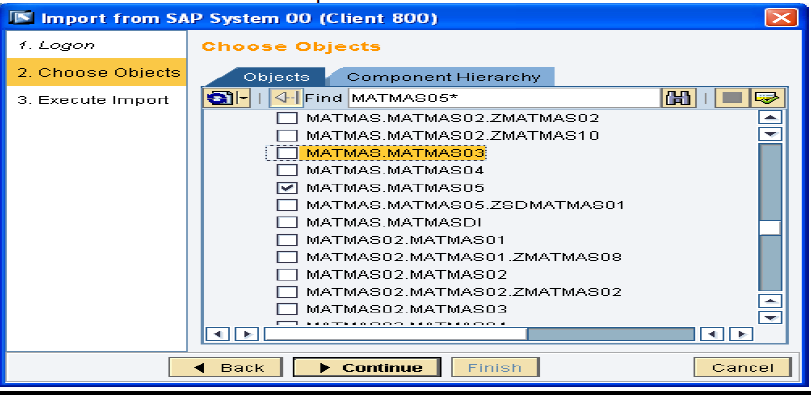 Import from SAP System 00 (Client 800)
1. Logon
2. Choose Objects
3. Execute Import
Choose Objects
Objects Component Hierarchy
Find MATMAS05*
MATMAS.MATMAS02.ZMATMAS02
MATMAS.MATMAS02.ZMATMAS10
MATMAS.MATMAS03
MATMAS.MATMAS04
MATMAS.MATMAS05
MATMAS.MATMAS05.ZSDMATMAS01
MATMAS.MATMASDI
MATMAS02.MATMAS01
MATMAS02.MATMAS01.ZMATMAS08
MATMAS02.MATMAS02
MATMAS02.MATMAS02.ZMATMAS02
MATMAS02.MATMAS03
Back Continue Finish Cancel